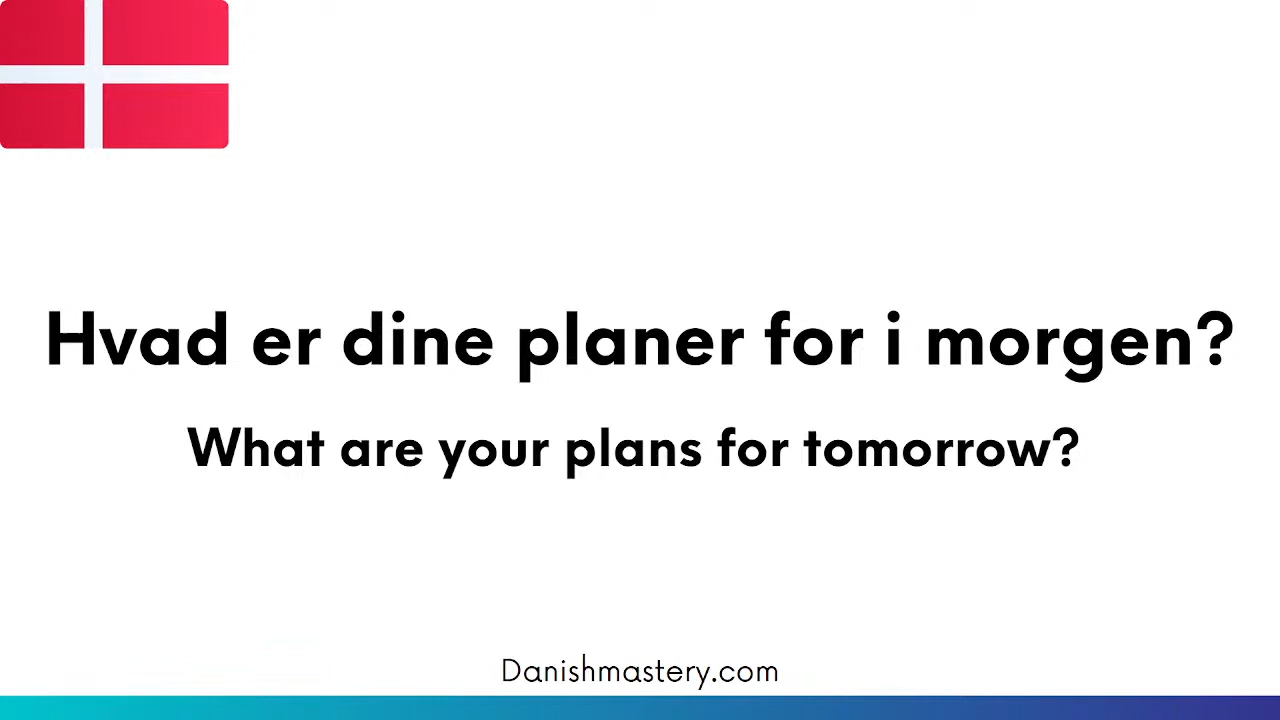 Hvad er dine planer for i morgen?
What are your plans for tomorrow?
Danishmastery.com